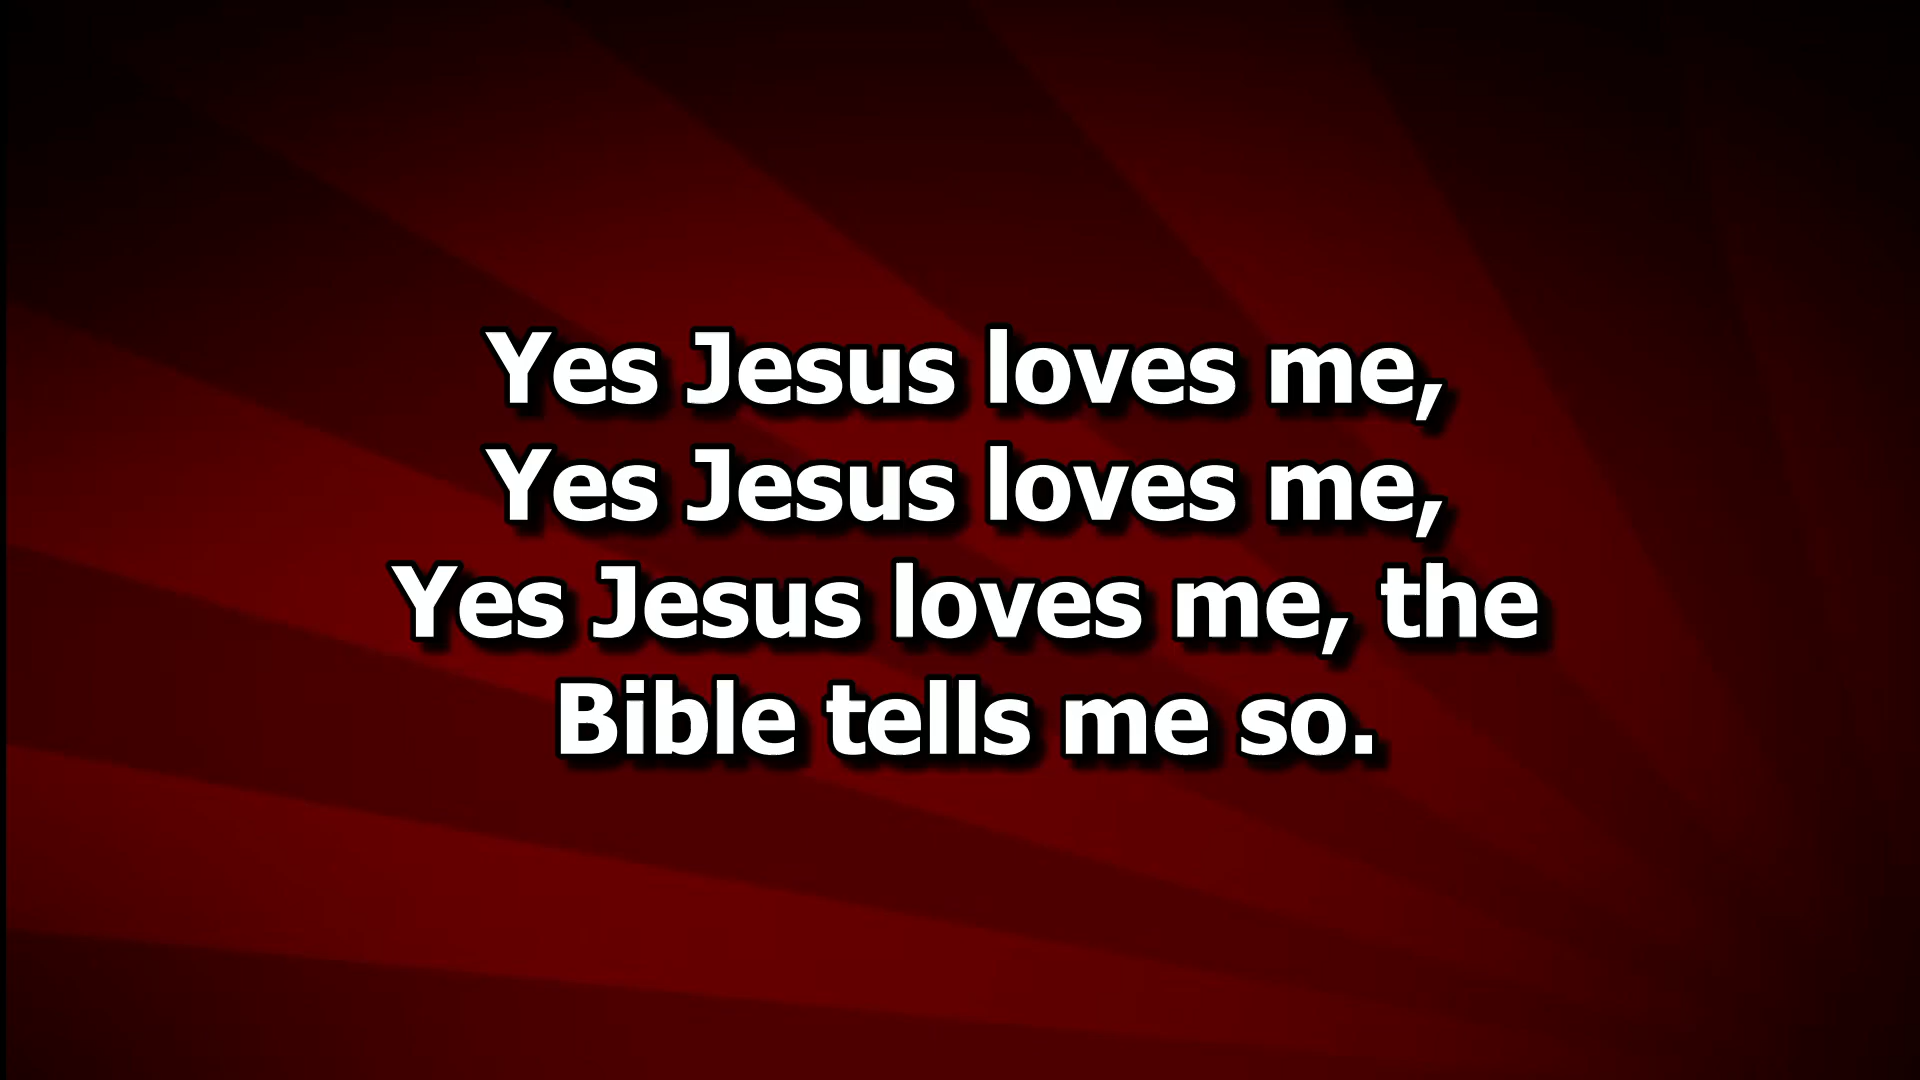 Yes Jesus loves me,
Yes Jesus loves me,
Yes Jesus loves me, the
Bible tells me so.